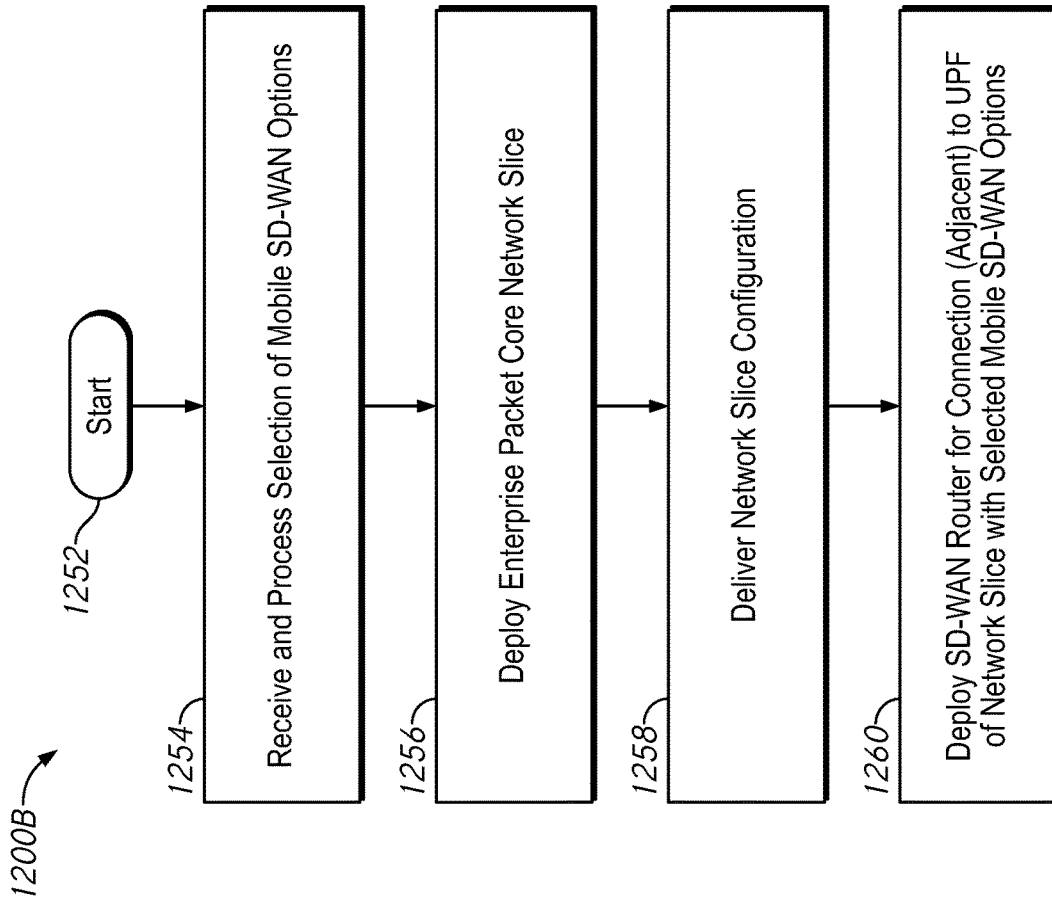 1200B
1252
Start
1254
Receive and Process Selection of Mobile SD-WAN Options
1256
Deploy Enterprise Packet Core Network Slice
1258
Deliver Network Slice Configuration
1260
Deploy SD-WAN Router for Connection (Adjacent) to UPF
of Network Slice with Selected Mobile SD-WAN Options